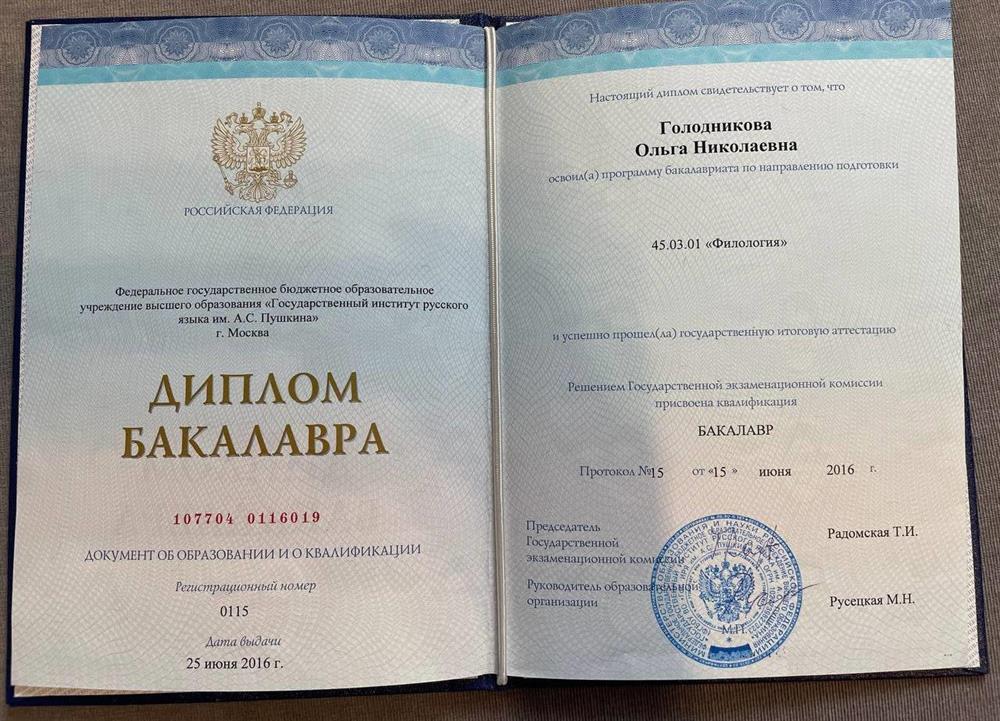 РОССИЙСКАЯ ФЕДЕРАЦИЯ
Федеральное государственное бюджетное образовательное
учреждение высшего образования «Государственный институт русского
языка им. А.С. Пушкина»
г. Москва
ДИПЛОМ
БАКАЛАВРА
107704 0116019
ДОКУМЕНТ ОБ ОБРАЗОВАНИИ И О КВАЛИФИКАЦИИ
Регистрационный номер
0115
Дата выдачи
25 июня 2016 г.
Настоящий диплом свидетельствует о том, что
Голодникова
Ольга Николаевна
освоил(а) программу бакалавриата по направлению подготовки
45.03.01 «Филология»
и успешно прошел(ла) государственную итоговую аттестацию
Решением Государственной экзаменационной комиссии
присвоена квалификация
БАКАЛАВР
Протокол №15 от «15 » июня 2016 г.
Председатель
Государственной
экзаменационной комиссии
Радомская Т.И.
Руководитель образовательной
организации
Русецкая М.Н.
М.П.